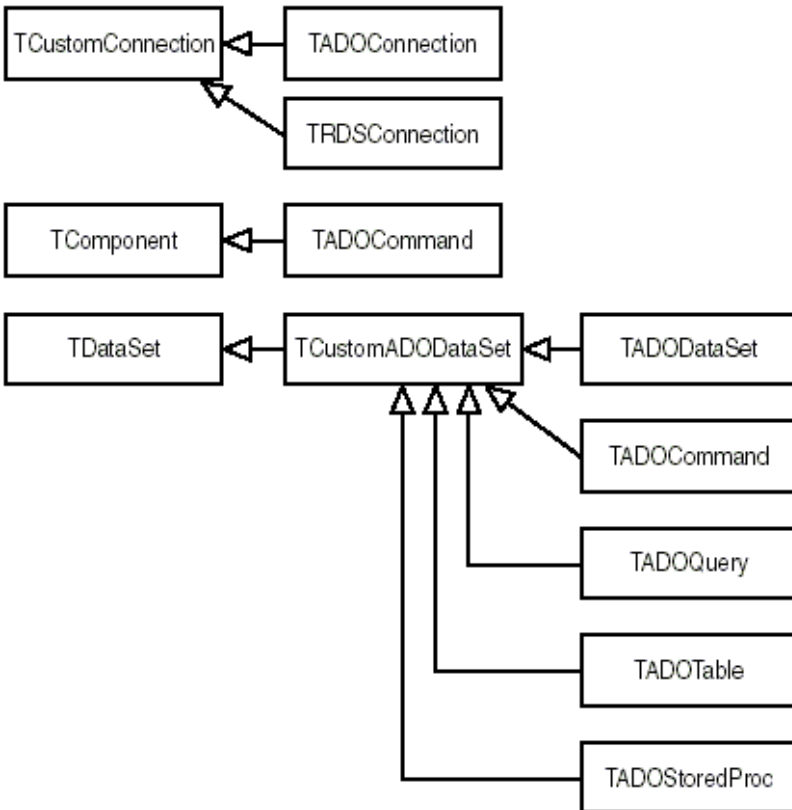 TCustomConnection
TADOConnection
TRDSConnection
TComponent
TADOCommand
TDataSet
TCustomADODataSet
TADODataSet
TADOCommand
TADOQuery
TADOTable
TADOStoredProc